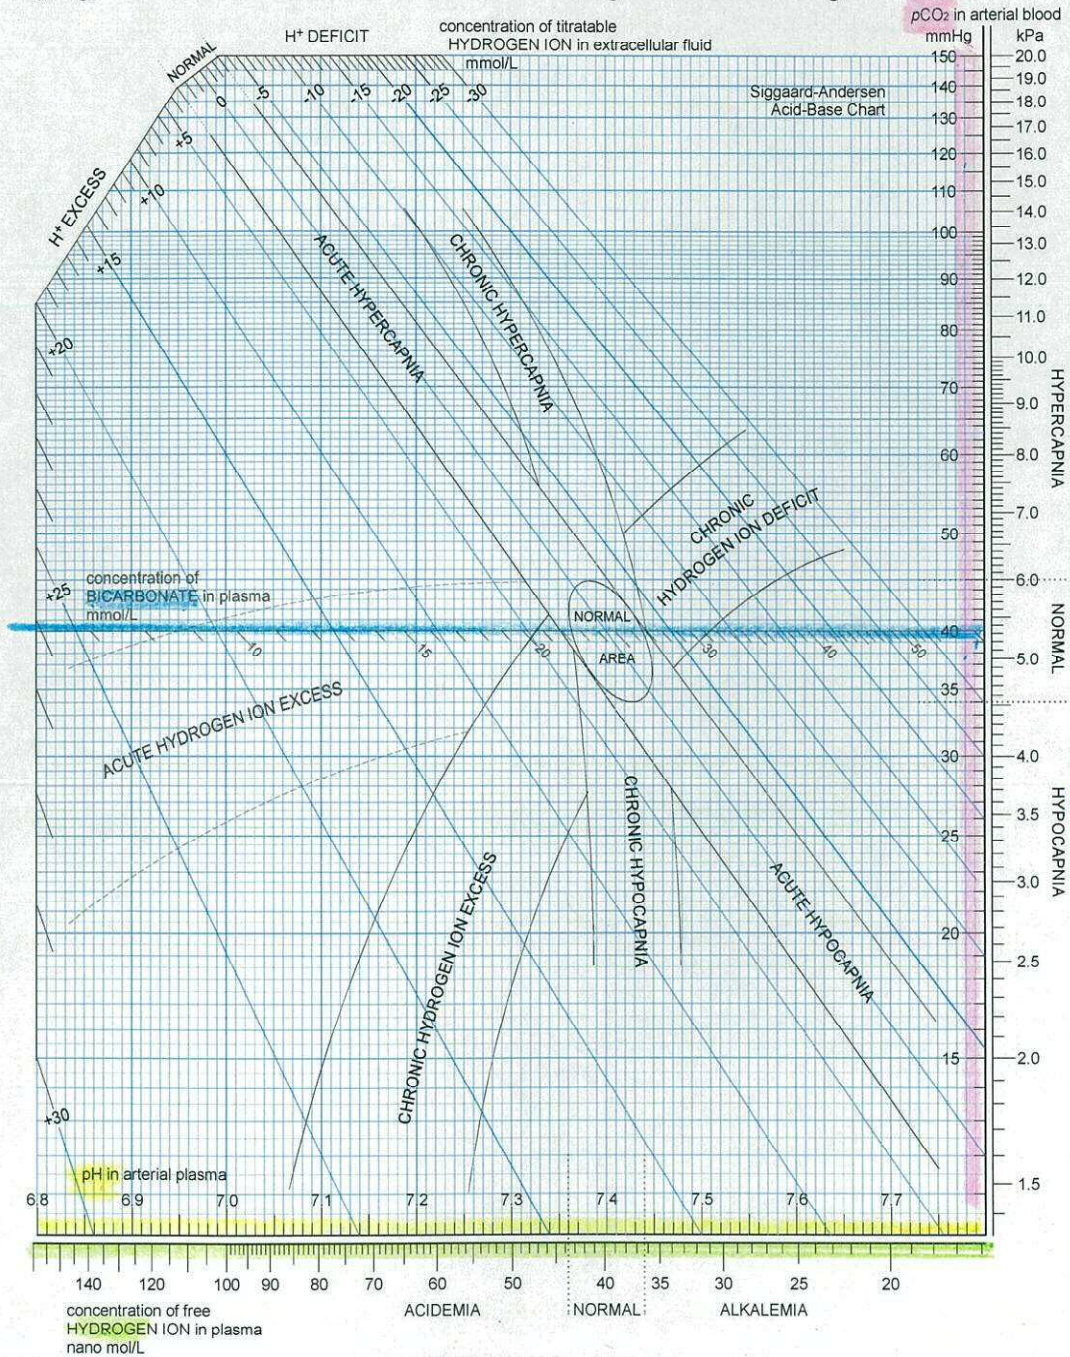 pCO2 in arterial blood
mmHg
kPa
H+ DEFICIT
concentration of titratable
HYDROGEN ION in extracellular fluid
mmol/L
NORMAL
0
-5
-10
-15
-20
-25
-30
Siggaard-Andersen
Acid-Base Chart
H+ EXCESS
+5
+10
+15
+20
+25
+30
150
140
130
120
110
100
90
80
70
60
50
40
35
30
25
20
15
20.0
19.0
18.0
17.0
16.0
15.0
14.0
13.0
12.0
11.0
10.0
9.0
8.0
7.0
6.0
5.0
4.0
3.5
3.0
2.5
2.0
1.5
HYPERCAPNIA
NORMAL
HYPOCAPNIA
ACUTE HYPERCAPNIA
CHRONIC HYPERCAPNIA
CHRONIC
HYDROGEN ION DEFICIT
concentration of
BICARBONATE in plasma
mmol/L
10
15
20
30
40
50
NORMAL
AREA
ACUTE HYDROGEN ION EXCESS
CHRONIC HYDROGEN ION EXCESS
CHRONIC HYPOCAPNIA
ACUTE HYPOCAPNIA
pH in arterial plasma
6.8 6.9 7.0 7.1 7.2 7.3 7.4 7.5 7.6 7.7
140 120 100 90 80 70 60 50 40 35 30 25 20
concentration of free
HYDROGEN ION in plasma
nano mol/L
ACIDEMIA
NORMAL
ALKALEMIA